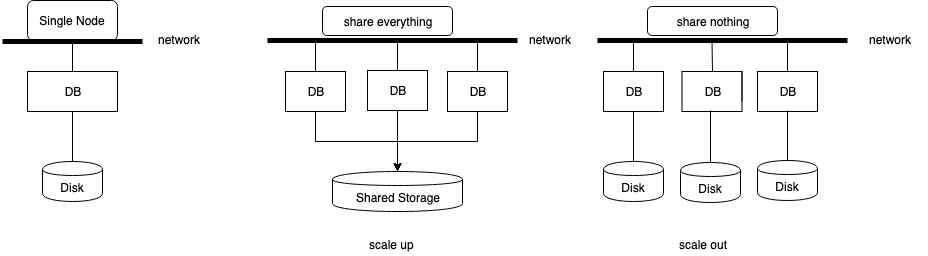 Single Node
network
DB
Disk
share everything
network
DB
DB
DB
Shared Storage
scale up
share nothing
network
DB
DB
DB
Disk
Disk
Disk
scale out